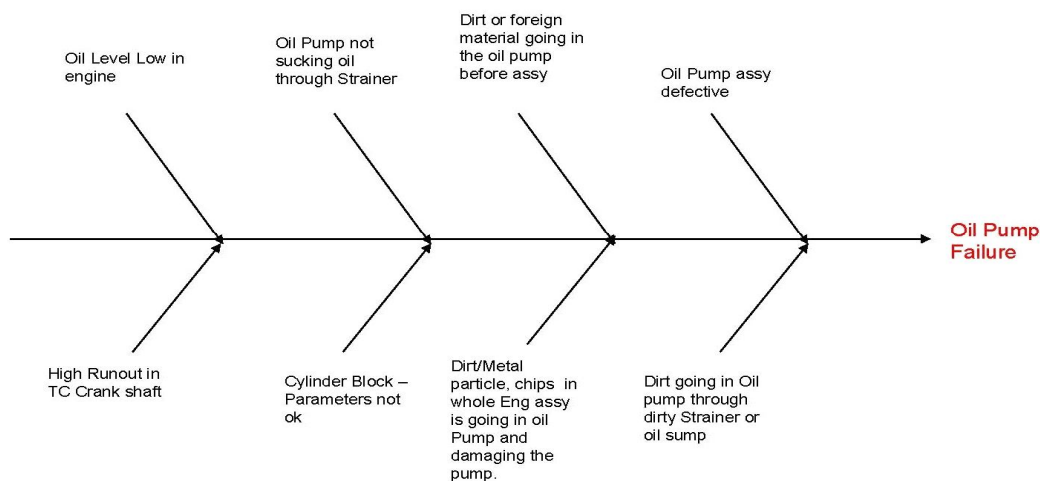 Oil Level Low in
engine
Oil Pump not
sucking oil
through Strainer
Dirt or foreign
material going in
the oil pump
before assy
Oil Pump assy
defective
Oil Pump
Failure
High Runout in
TC Crank shaft
Cylinder Block –
Parameters not
ok
Dirt/Metal
particle, chips in
whole Eng assy
is going in oil
Pump and
damaging the
pump.
Dirt going in Oil
pump through
dirty Strainer or
oil sump